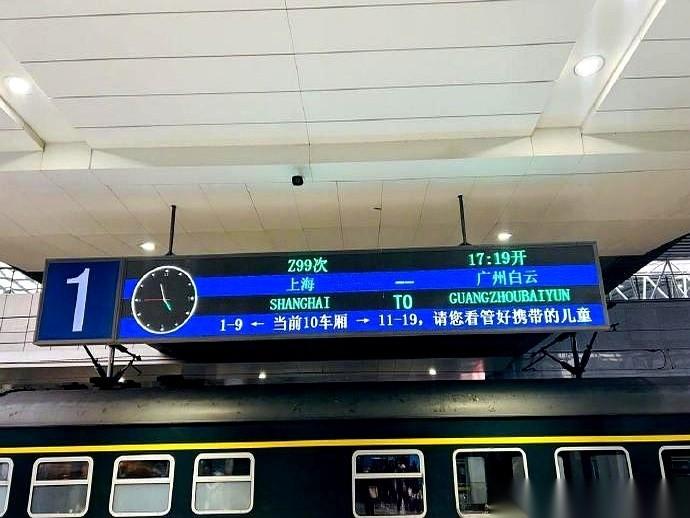 1
Z99次 17:19开
上海 — 广州白云
SHANGHAI TO GUANGZHOUBAIYUN
1-9 ← 当前10车厢 → 11-19, 请您看管好携带的儿童